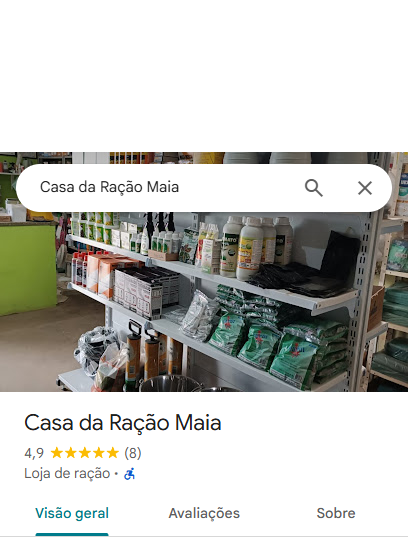 Casa da Ração Maia
Casa da Ração Maia
4,9 (8)
Loja de ração ·
Visão geral
Avaliações
Sobre